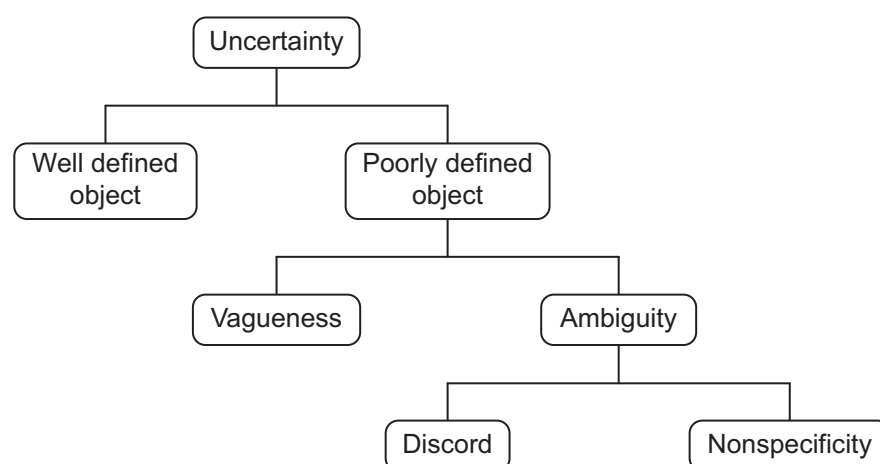 Uncertainty
Well defined
object
Poorly defined
object
Vagueness
Ambiguity
Discord
Nonspecificity